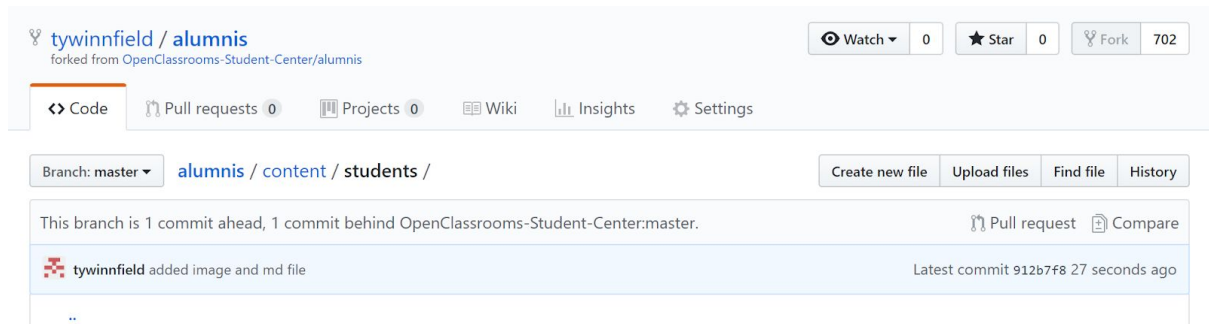 tywinnfield / alumnis Watch 0 Star 0 Fork 702
forked from OpenClassrooms-Student-Center/alumnis
<> Code Pull requests 0 Projects 0 Wiki Insights Settings
Branch: master alumnis / content / students / Create new file Upload files Find file History
This branch is 1 commit ahead, 1 commit behind OpenClassrooms-Student-Center:master. Pull request Compare
tywinnfield added image and md file Latest commit 912b7f8 27 seconds ago
..